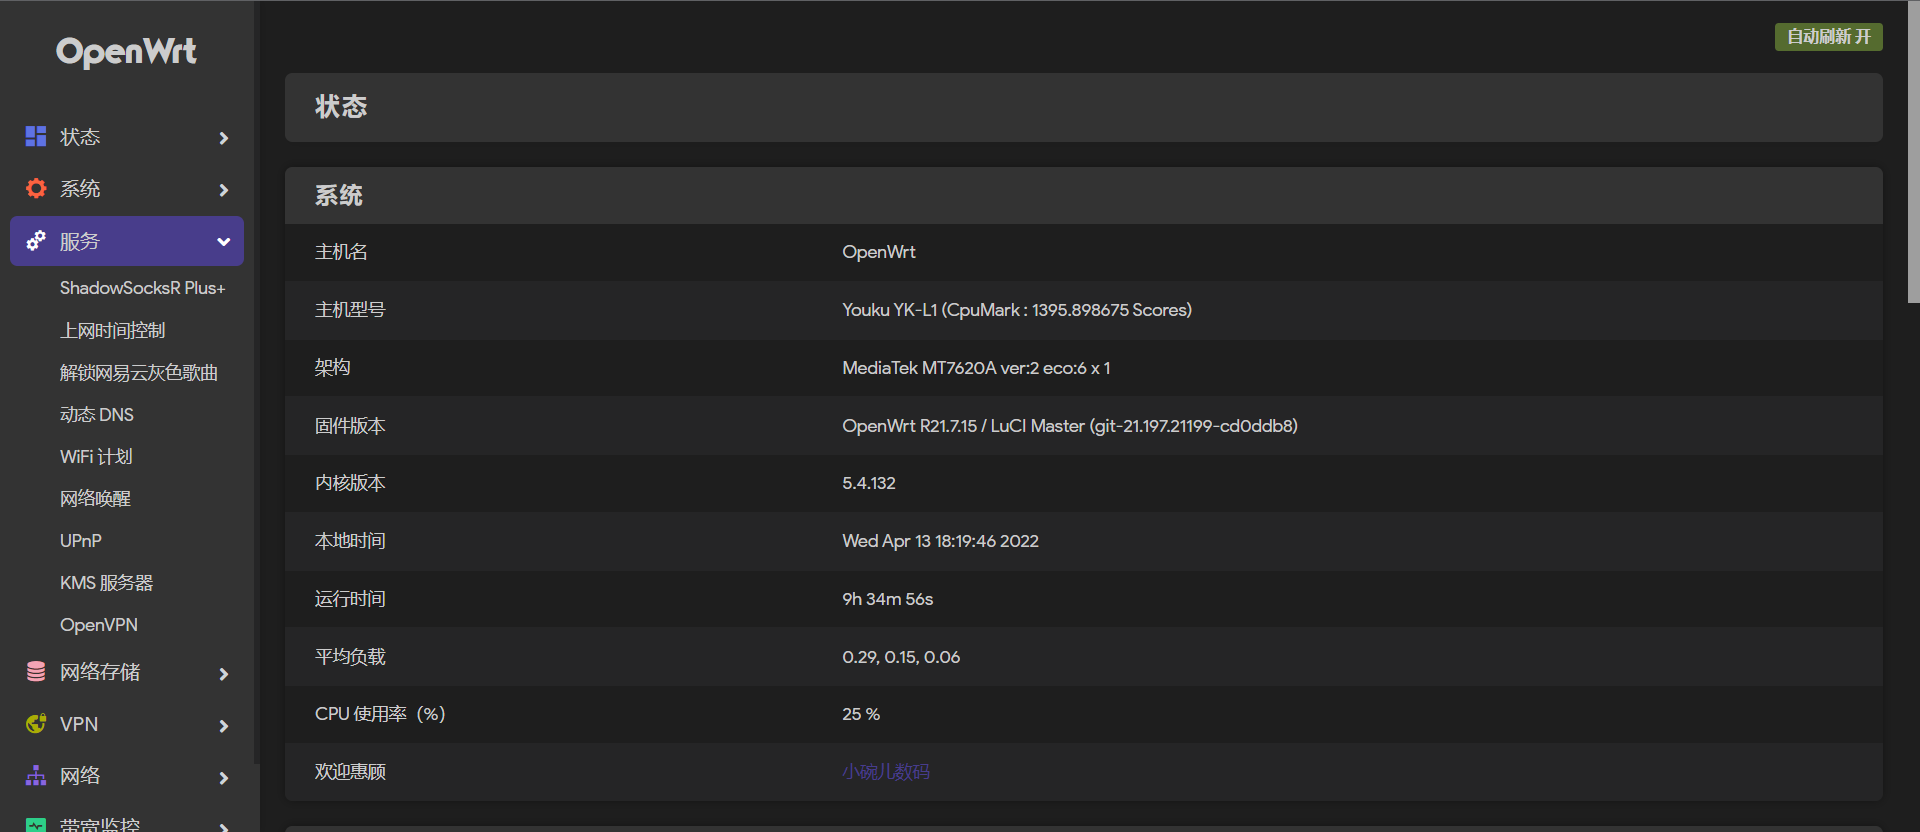 OpenWrt
状态
系统
服务
ShadowSocksR Plus+
上网时间控制
解锁网易云灰色歌曲
动态 DNS
WiFi 计划
网络唤醒
UPnP
KMS 服务器
OpenVPN
网络存储
VPN
网络
带宽监控
自动刷新 开
状态
系统
主机名 OpenWrt
主机型号 Youku YK-L1 (CpuMark : 1395.898675 Scores)
架构 MediaTek MT7620A ver:2 eco:6 x 1
固件版本 OpenWrt R21.7.15 / LuCI Master (git-21.197.21199-cd0ddb8)
内核版本 5.4.132
本地时间 Wed Apr 13 18:19:46 2022
运行时间 9h 34m 56s
平均负载 0.29, 0.15, 0.06
CPU 使用率（%） 25 %
欢迎惠顾 小碗儿数码